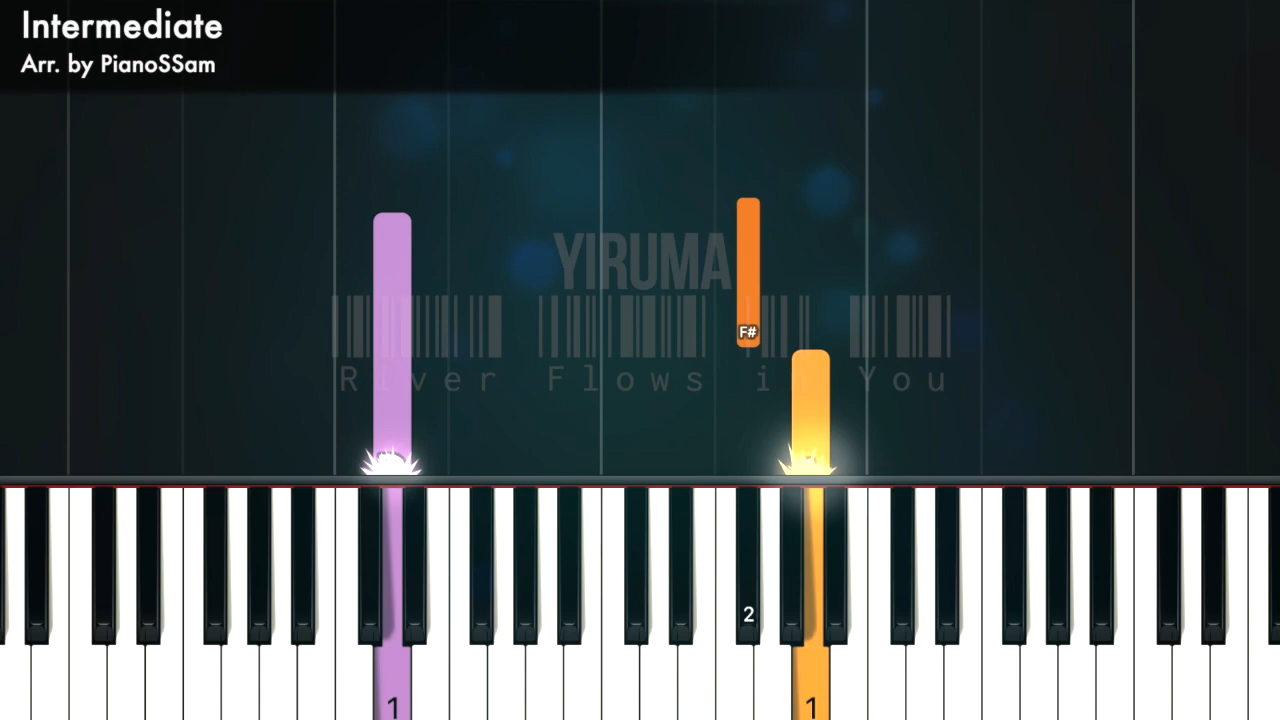 Intermediate
Arr. by PianoSSam
YIRUMA
F#
River Flows in You
2
1
1